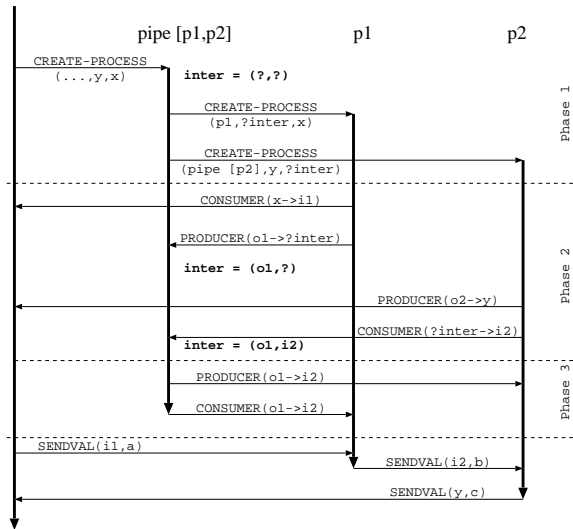 pipe [p1,p2] p1 p2
CREATE-PROCESS
(...,y,x)
inter = (?,?)
CREATE-PROCESS
(p1,?inter,x)
CREATE-PROCESS
(pipe [p2],y,?inter)
Phase 1
CONSUMER(x->i1)
PRODUCER(o1->?inter)
inter = (o1,?)
PRODUCER(o2->y)
CONSUMER(?inter->i2)
inter = (o1,i2)
Phase 2
PRODUCER(o1->i2)
CONSUMER(o1->i2)
Phase 3
SENDVAL(i1,a)
SENDVAL(i2,b)
SENDVAL(y,c)